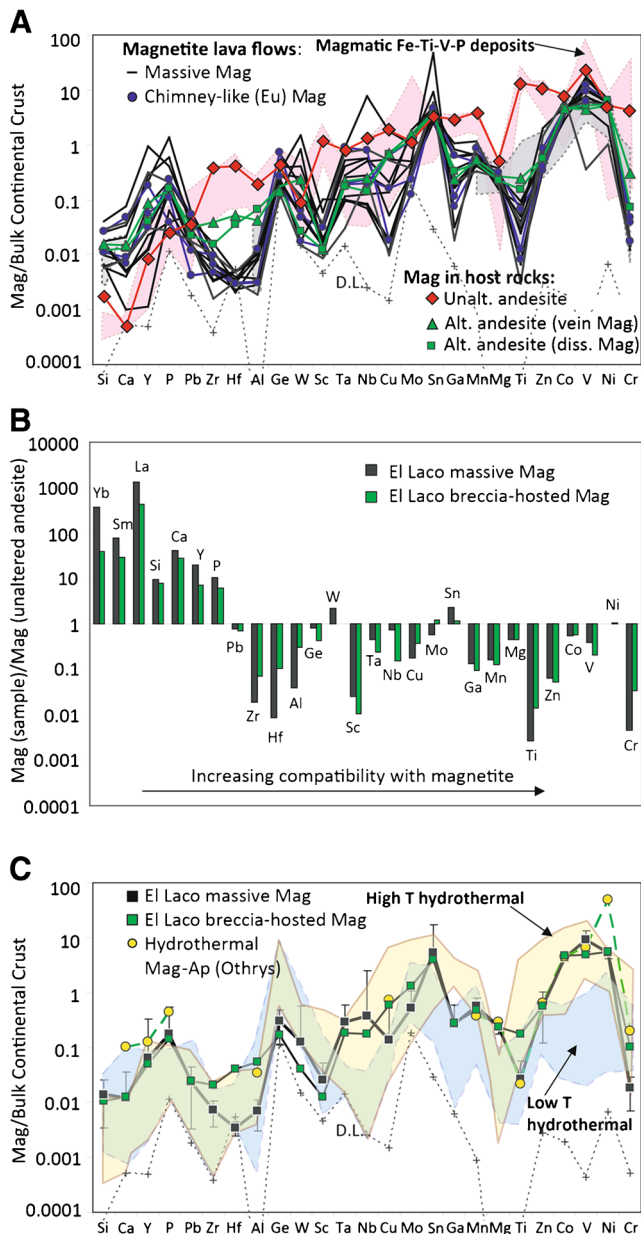 A
100
10
1
0.1
0.01
0.001
0.0001
Mag/Bulk Continental Crust
Magnetite lava flows:
Massive Mag
Chimney-like (Eu) Mag
Magmatic Fe-Ti-V-P deposits
D.L.
Mag in host rocks:
Unalt. andesite
Alt. andesite (vein Mag)
Alt. andesite (diss. Mag)
Si Ca Y P Pb Zr Hf Al Ge W Sc Ta Nb Cu Mo Sn Ga Mn Mg Ti Zn Co V Ni Cr
B
10000
1000
100
10
1
0.1
0.01
0.001
0.0001
Mag (sample)/Mag (unaltered andesite)
El Laco massive Mag
El Laco breccia-hosted Mag
Yb Sm La Si Ca Y P Pb Zr Hf Al Ge W Sc Ta Nb Cu Mo Sn Ga Mn Mg Ti Zn Co V Ni Cr
Increasing compatibility with magnetite
C
100
10
1
0.1
0.01
0.001
0.0001
Mag/Bulk Continental Crust
El Laco massive Mag
El Laco breccia-hosted Mag
Hydrothermal
Mag-Ap (Othrys)
High T hydrothermal
Low T
hydrothermal
D.L.
Si Ca Y P Pb Zr Hf Al Ge W Sc Ta Nb Cu Mo Sn Ga Mn Mg Ti Zn Co V Ni Cr